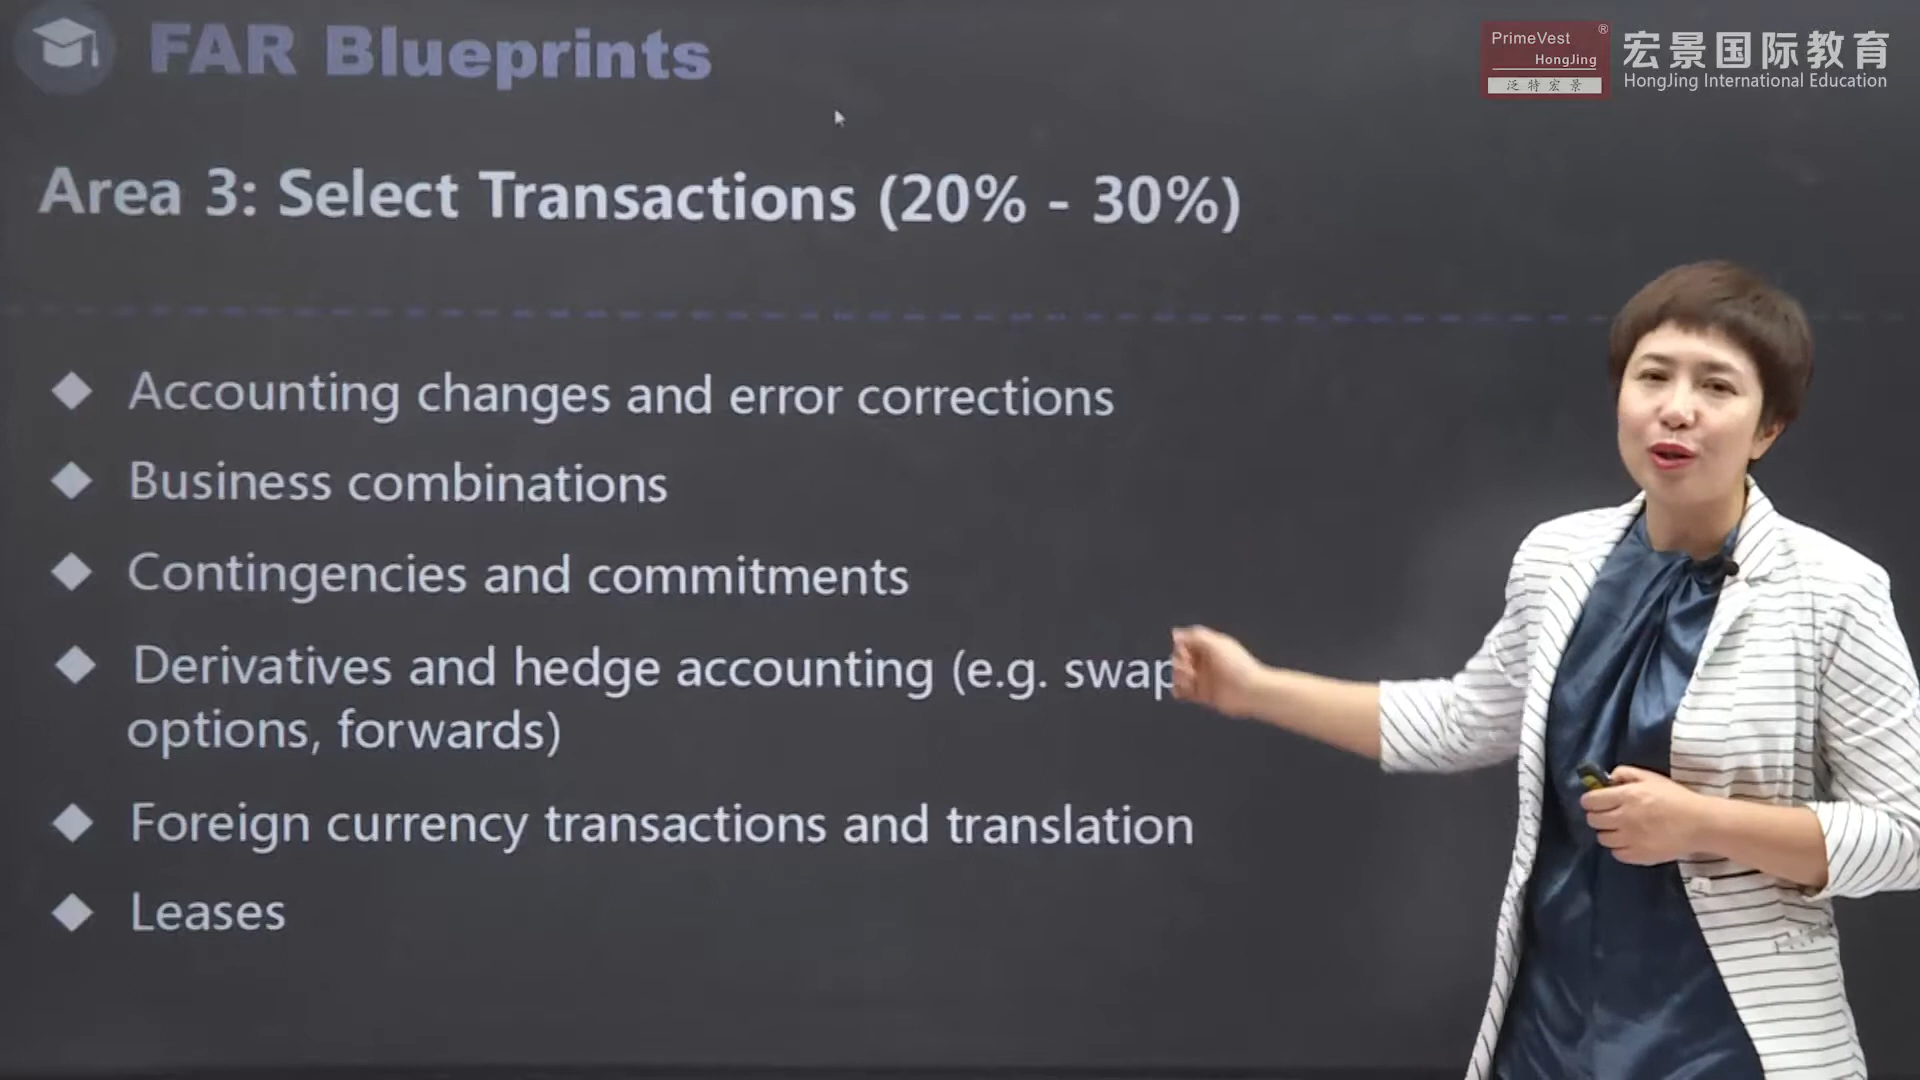 FAR Blueprints
PrimeVest
HongJing
®
泛特宏景
宏景国际教育
HongJing International Education
Area 3: Select Transactions (20% - 30%)
Accounting changes and error corrections
Business combinations
Contingencies and commitments
Derivatives and hedge accounting (e.g. swap
options, forwards)
Foreign currency transactions and translation
Leases